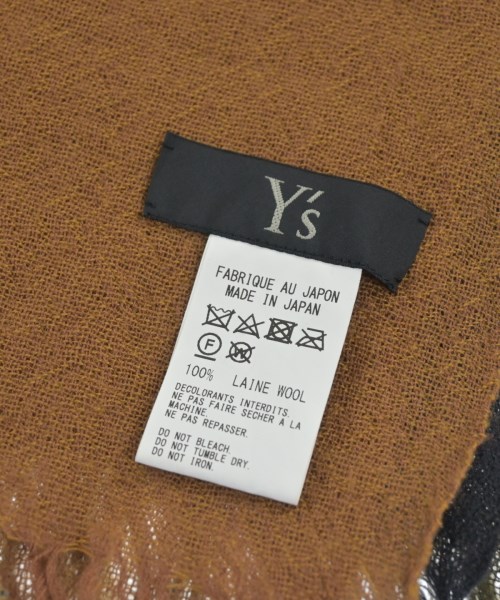 Y's
FABRIQUE AU JAPON
MADE IN JAPAN
F W
100% LAINE WOOL
DECOLORANTS INTERDITS.
NE PAS FAIRE SECHER A LA
MACHINE.
NE PAS REPASSER.
DO NOT BLEACH.
DO NOT TUMBLE DRY.
DO NOT IRON.